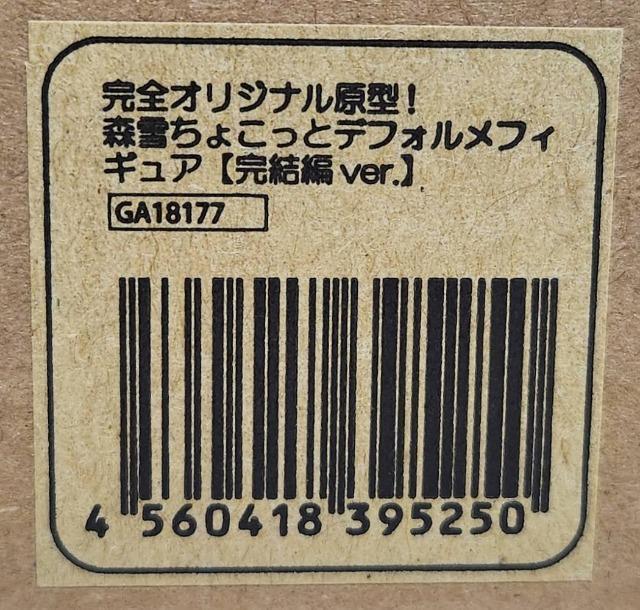 完全オリジナル原型！
森雪ちょこっとデフォルメフィ
ギュア【完結編 ver.】
GA18177
4 560418 395250